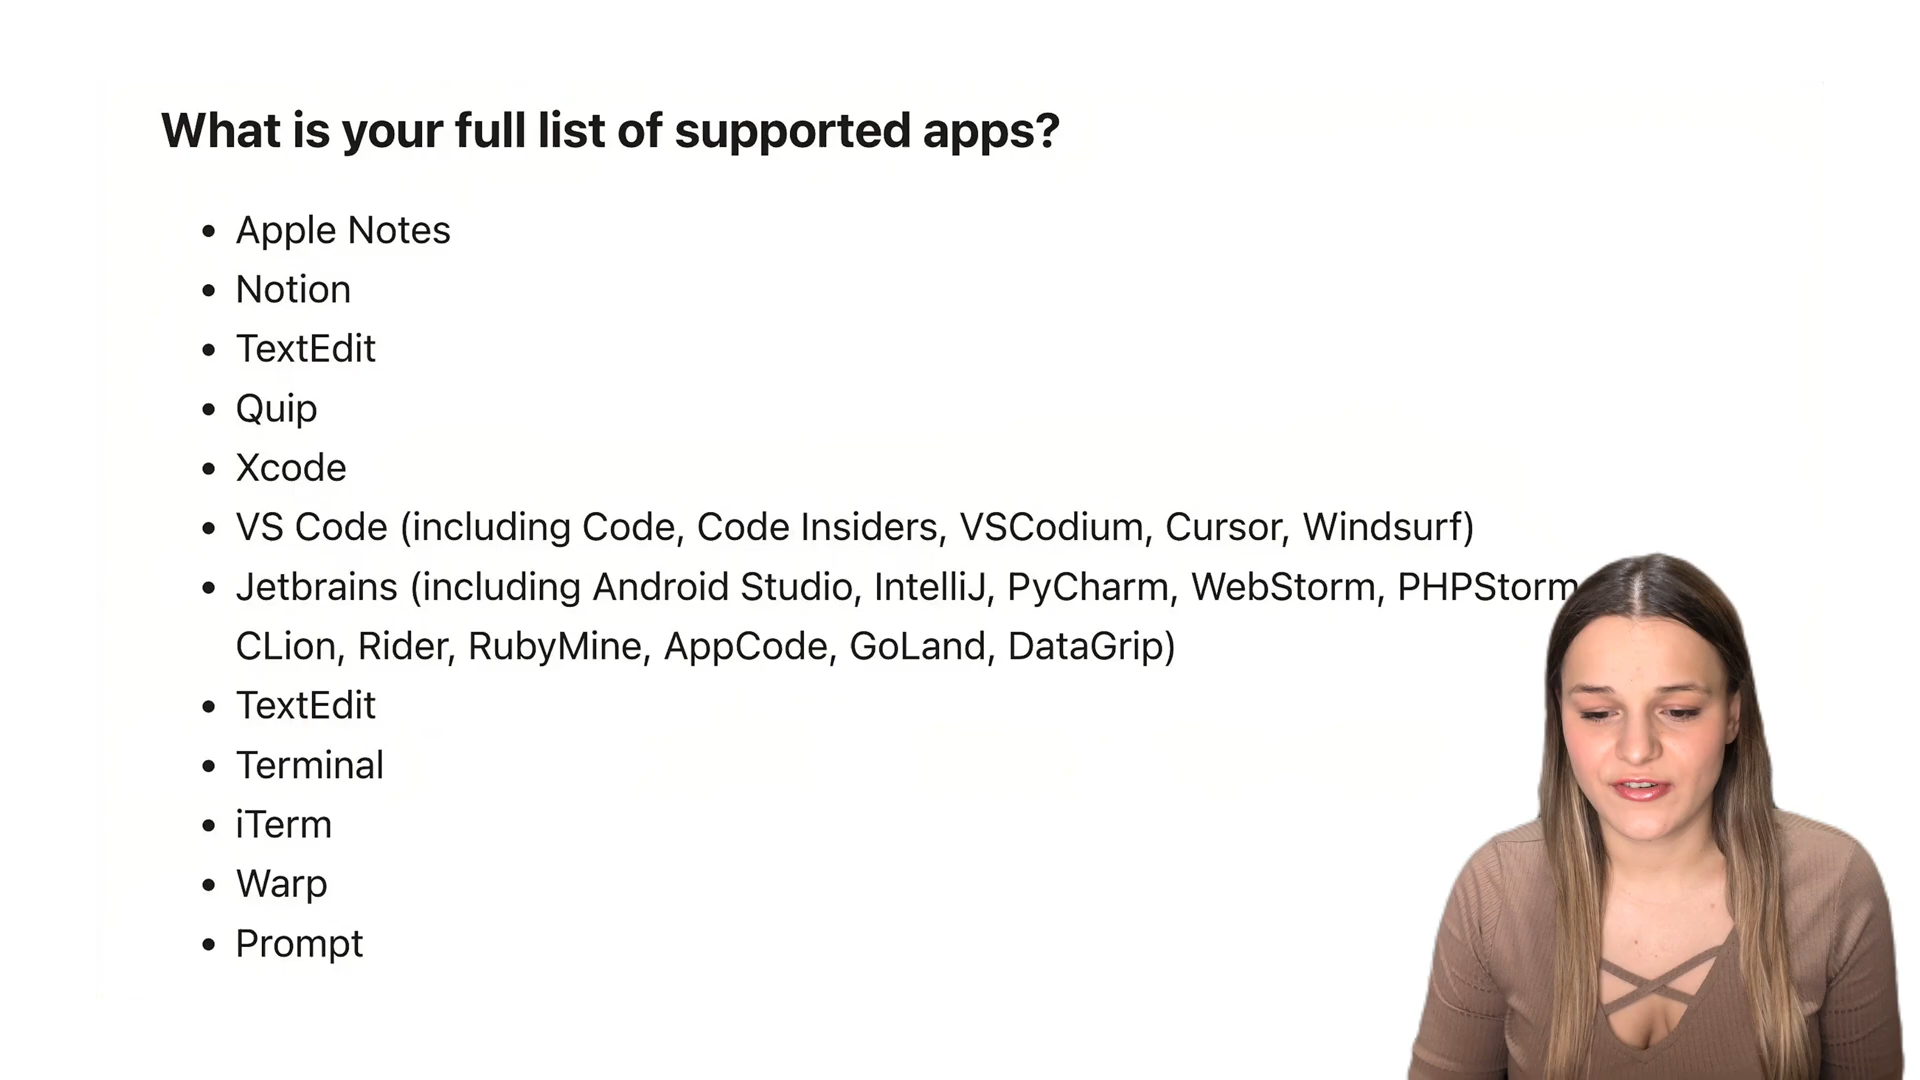 What is your full list of supported apps?
• Apple Notes
• Notion
• TextEdit
• Quip
• Xcode
• VS Code (including Code, Code Insiders, VSCodium, Cursor, Windsurf)
• Jetbrains (including Android Studio, IntelliJ, PyCharm, WebStorm, PHPStorm
CLion, Rider, RubyMine, AppCode, GoLand, DataGrip)
• TextEdit
• Terminal
• iTerm
• Warp
• Prompt